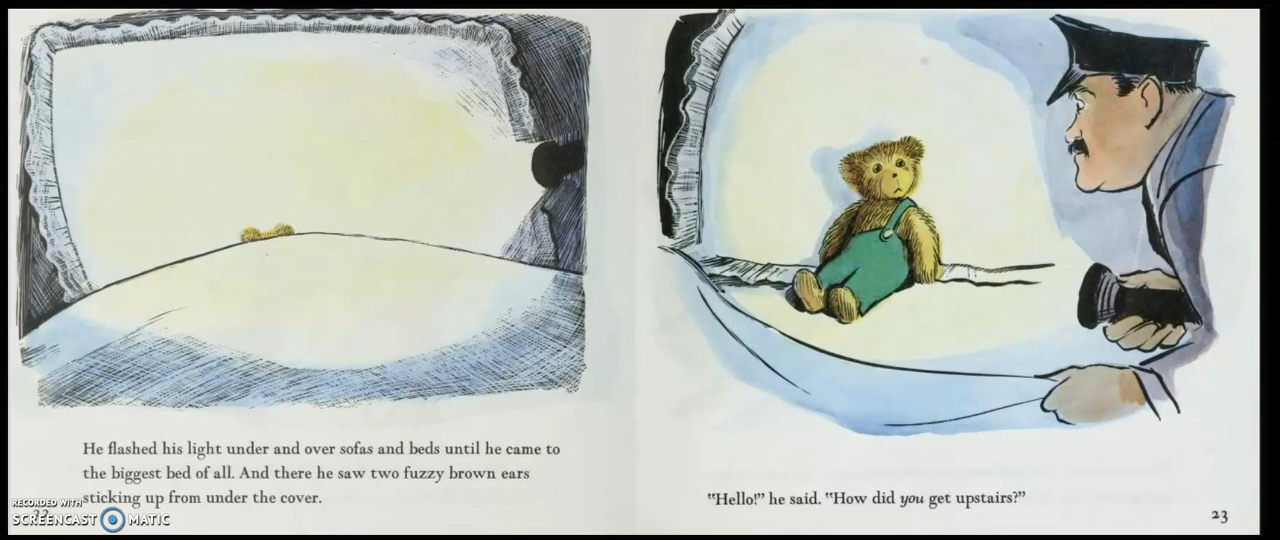 He flashed his light under and over sofas and beds until he came to
the biggest bed of all. And there he saw two fuzzy brown ears
sticking up from under the cover.
RECORDED WITH
SCREENCAST MATIC
"Hello!" he said. "How did you get upstairs?"
23